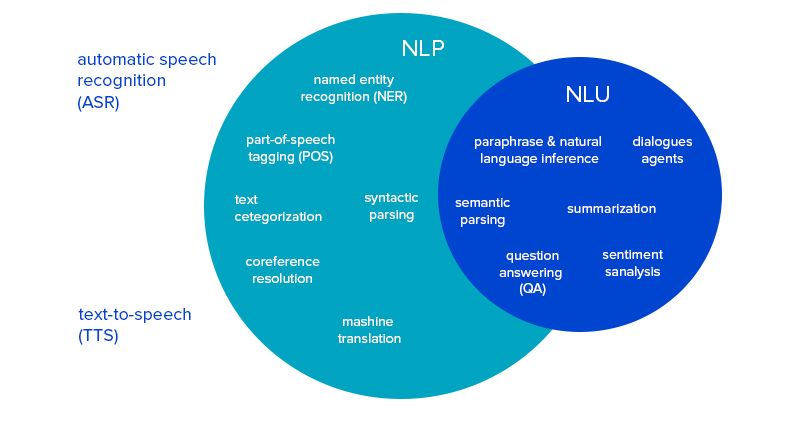 automatic speech
recognition
(ASR)
text-to-speech
(TTS)
NLP
named entity
recognition (NER)
part-of-speech
tagging (POS)
text
cetegorization
syntactic
parsing
coreference
resolution
mashine
translation
NLU
paraphrase & natural
language inference
dialogues
agents
semantic
parsing
summarization
question
answering
(QA)
sentiment
sanalysis